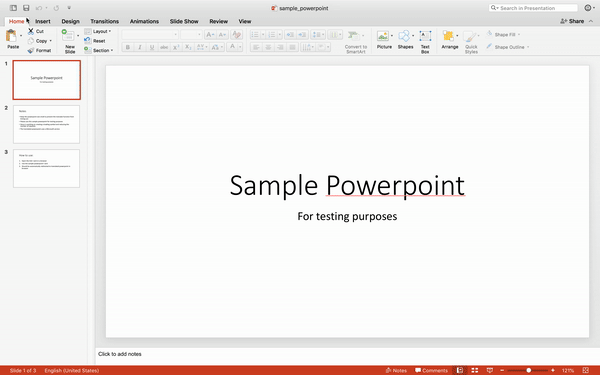 sample_powerpoint
Search in Presentation
Home Insert Design Transitions Animations Slide Show Review View
Share
Paste
Cut
Copy
Format
New Slide
Layout
Reset
Section
Convert to SmartArt
Picture
Shapes
Text Box
Arrange
Quick Styles
Shape Fill
Shape Outline
1
Sample Powerpoint
2
3
Sample Powerpoint
For testing purposes
Click to add notes
Slide 1 of 3 English (United States) Notes Comments 121%